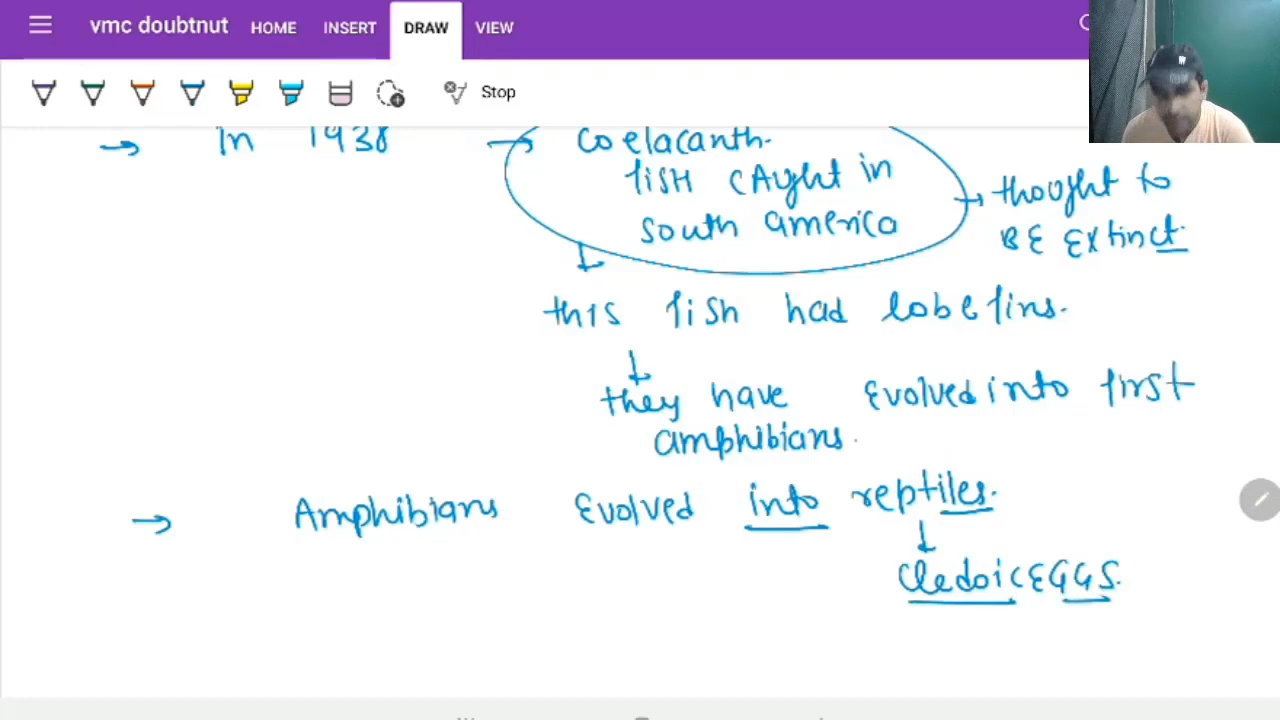 vmc doubtnut HOME INSERT DRAW VIEW
Stop
→ In 1938 → Coelacanth.
fish caught in → thought to
south america BE Extinct.
↓
this fish had lobe fins.
↓
they have Evolved into first
amphibians.
→ Amphibians Evolved into reptiles.
↓
Cledoic EGGS.